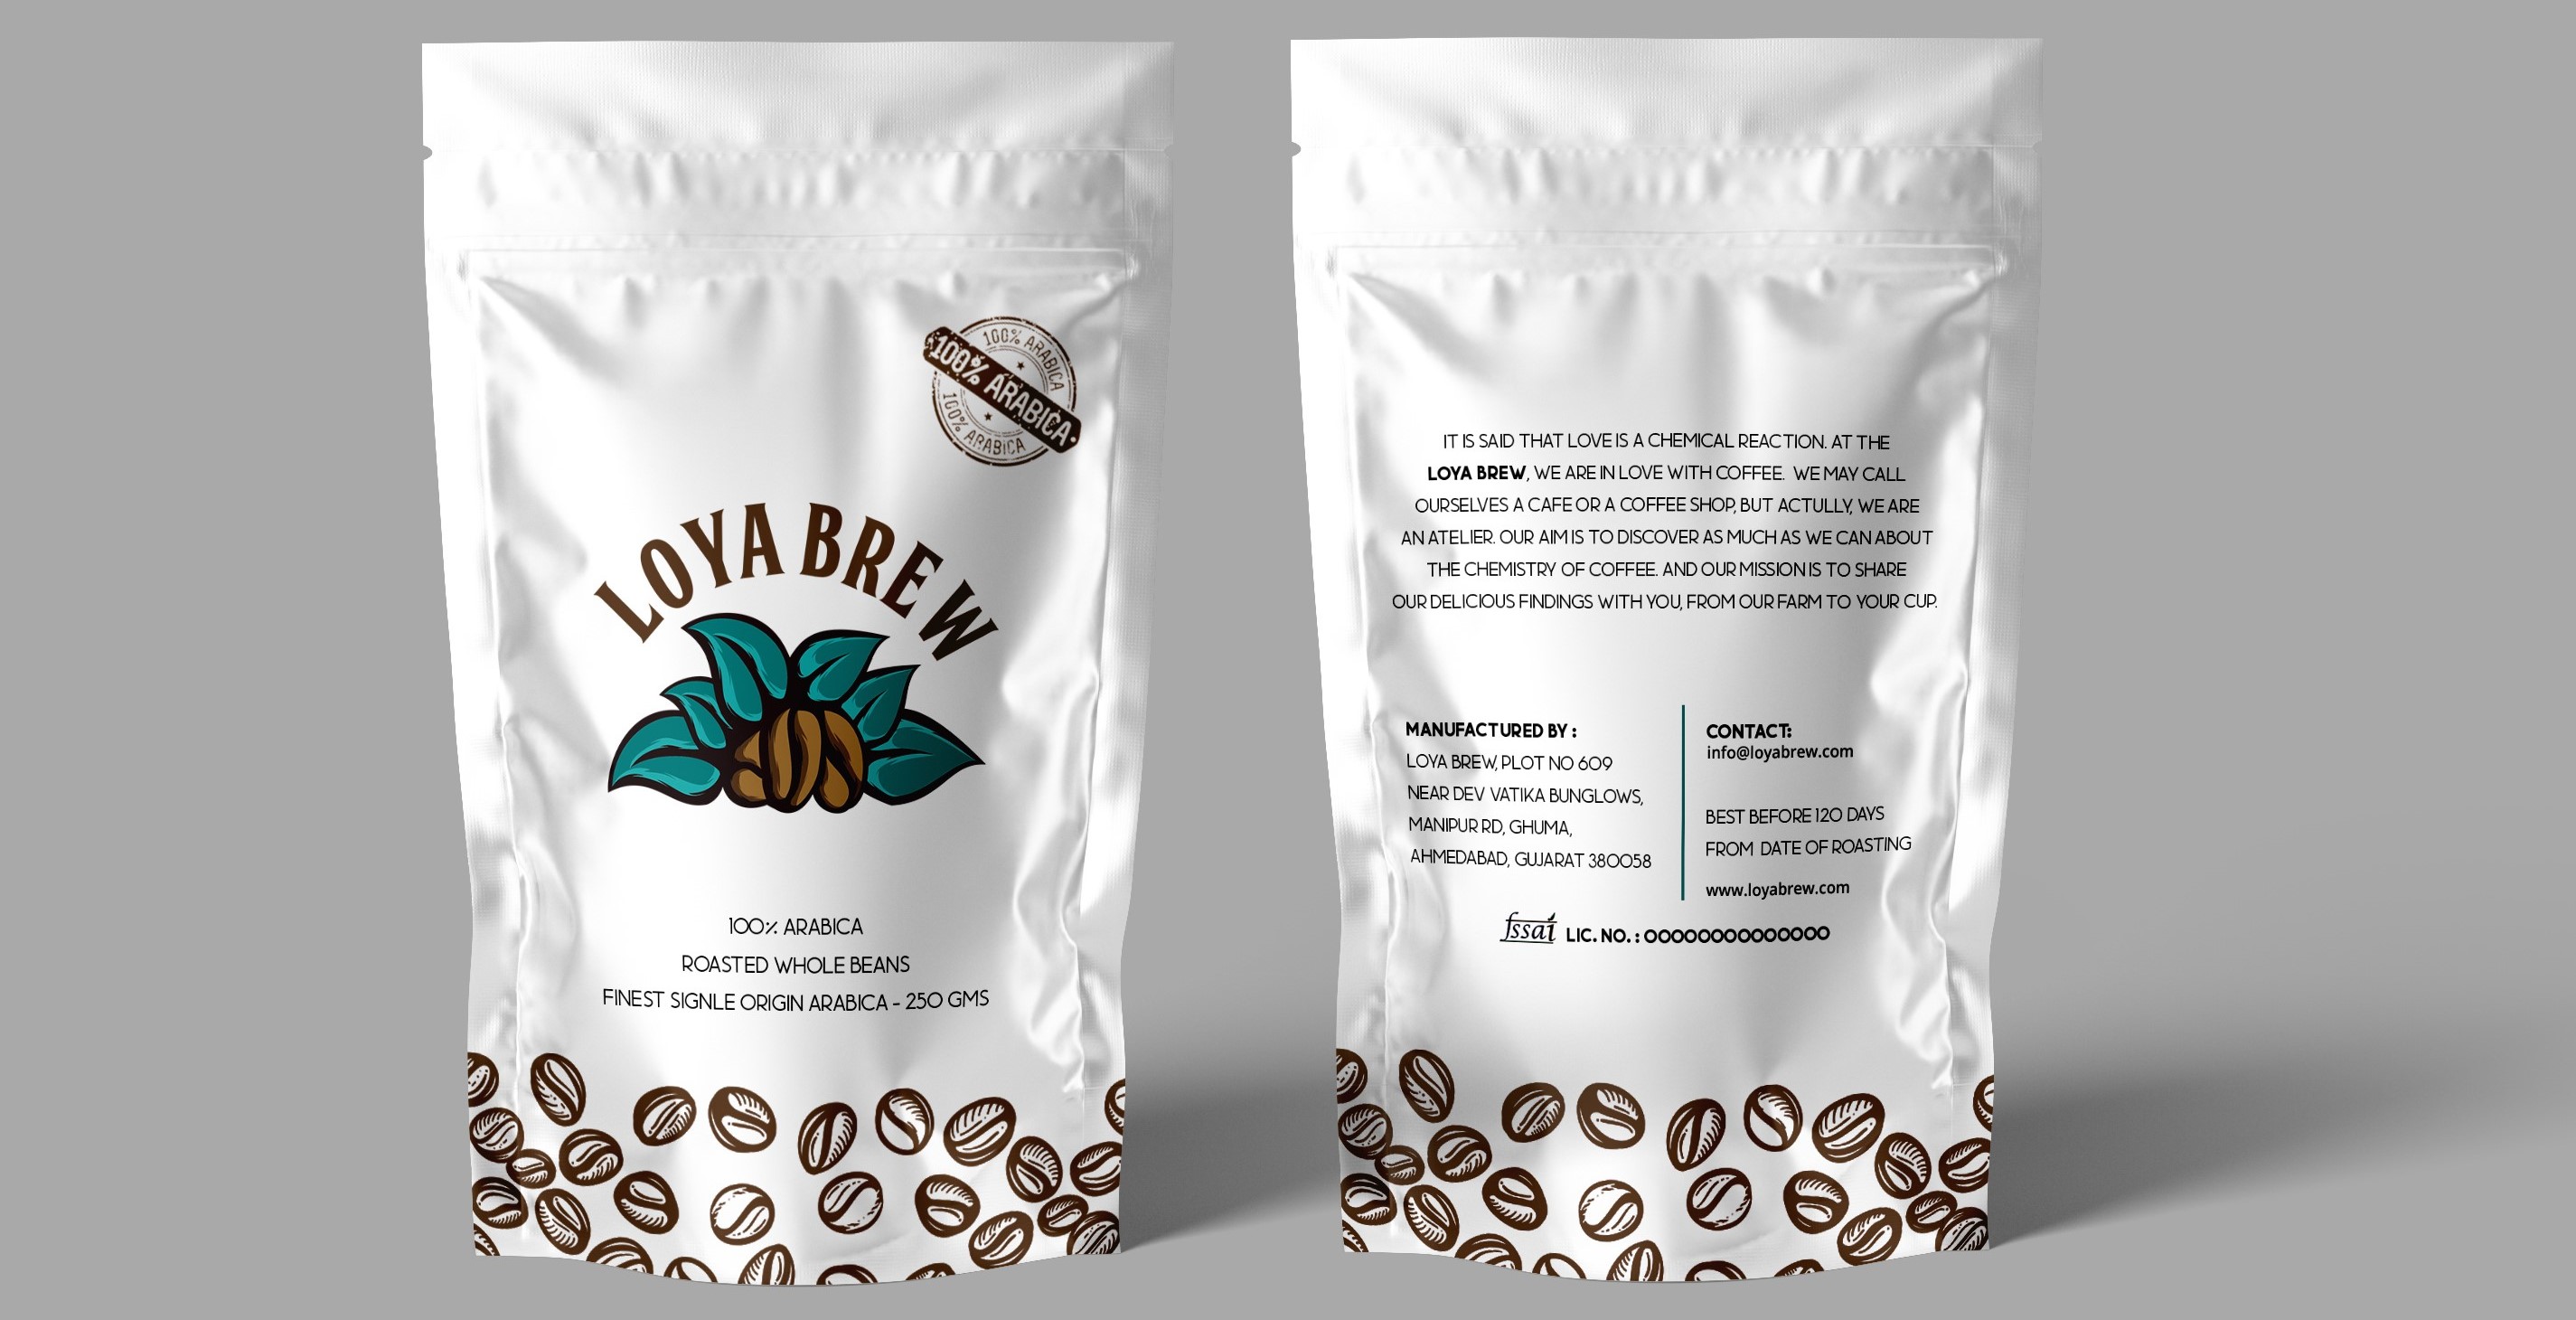 100% ARABICA
100% ARABICA
100% ARABICA
LOYA BREW
100% ARABICA
ROASTED WHOLE BEANS
FINEST SIGNLE ORIGIN ARABICA - 250 GMS
IT IS SAID THAT LOVE IS A CHEMICAL REACTION. AT THE
LOYA BREW, WE ARE IN LOVE WITH COFFEE. WE MAY CALL
OURSELVES A CAFE OR A COFFEE SHOP, BUT ACTULLY, WE ARE
AN ATELIER. OUR AIM IS TO DISCOVER AS MUCH AS WE CAN ABOUT
THE CHEMISTRY OF COFFEE. AND OUR MISSION IS TO SHARE
OUR DELICIOUS FINDINGS WITH YOU, FROM OUR FARM TO YOUR CUP.
MANUFACTURED BY :
LOYA BREW, PLOT NO 609
NEAR DEV VATIKA BUNGLOWS,
MANIPUR RD, GHUMA,
AHMEDABAD, GUJARAT 380058
CONTACT:
info@loyabrew.com
BEST BEFORE 120 DAYS
FROM DATE OF ROASTING
www.loyabrew.com
fssai LIC. NO. : 00000000000000